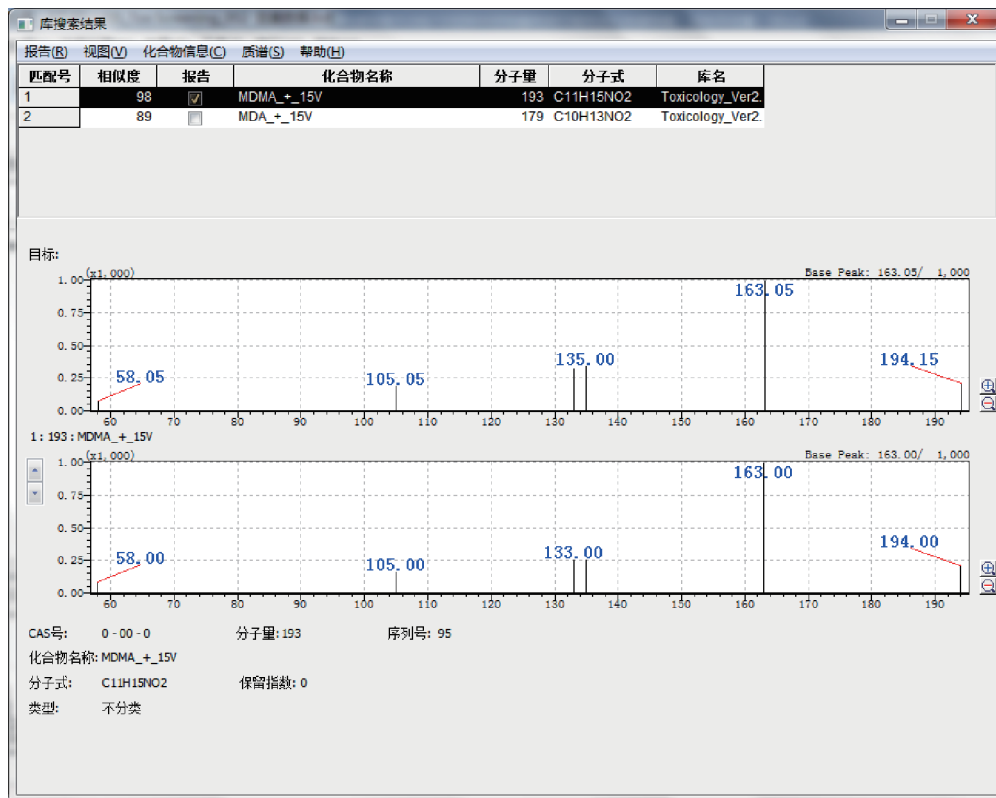 库搜索结果
报告(R) 视图(V) 化合物信息(C) 质谱(S) 帮助(H)
匹配号 相似度 报告 化合物名称 分子量 分子式 库名
1 98 MDMA_+_15V 193 C11H15NO2 Toxicology_Ver2.
2 89 MDA_+_15V 179 C10H13NO2 Toxicology_Ver2.
目标:
(x1,000) Base Peak: 163.05/ 1,000
1.00 163.05
0.75
0.50 135.00 194.15
0.25 58.05 105.05
0.00
60 70 80 90 100 110 120 130 140 150 160 170 180 190
1:193:MDMA_+_15V
(x1,000) Base Peak: 163.00/ 1,000
1.00 163.00
0.75
0.50 133.00 194.00
0.25 58.00 105.00
0.00
60 70 80 90 100 110 120 130 140 150 160 170 180 190
CAS号: 0 - 00 - 0 分子量:193 序列号: 95
化合物名称:MDMA_+_15V
分子式: C11H15NO2 保留指数: 0
类型: 不分类